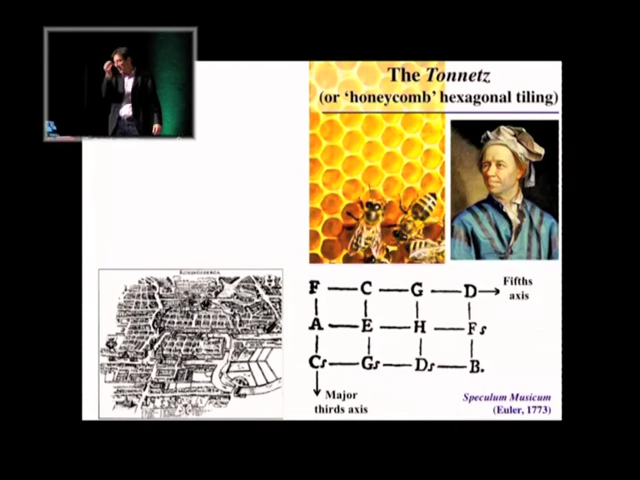 The Tonnetz
(or ‘honeycomb’ hexagonal tiling)
F — C — G — D
Fifths
axis
A — E — H — Fs
Cs — Gs — Ds — B.
Major
thirds axis
Speculum Musicum
(Euler, 1773)